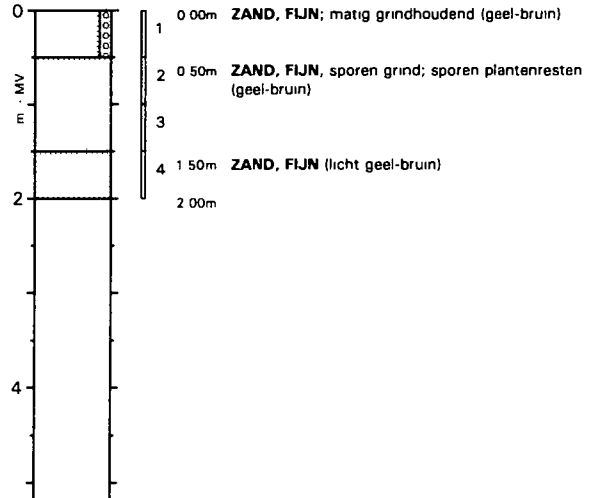 0
1
0 00m ZAND, FIJN; matig grindhoudend (geel-bruin)
2
0 50m ZAND, FIJN, sporen grind; sporen plantenresten
(geel-bruin)
m - MV
3
4
1 50m ZAND, FIJN (licht geel-bruin)
2
2 00m
4